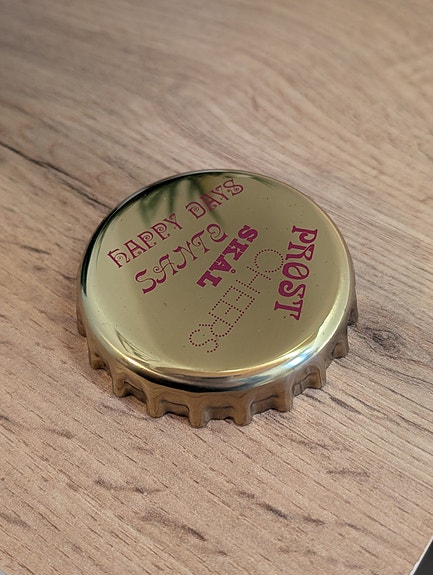 HAPPY DAYS
SANTÉ
SKÅL
CHEERS
PROST